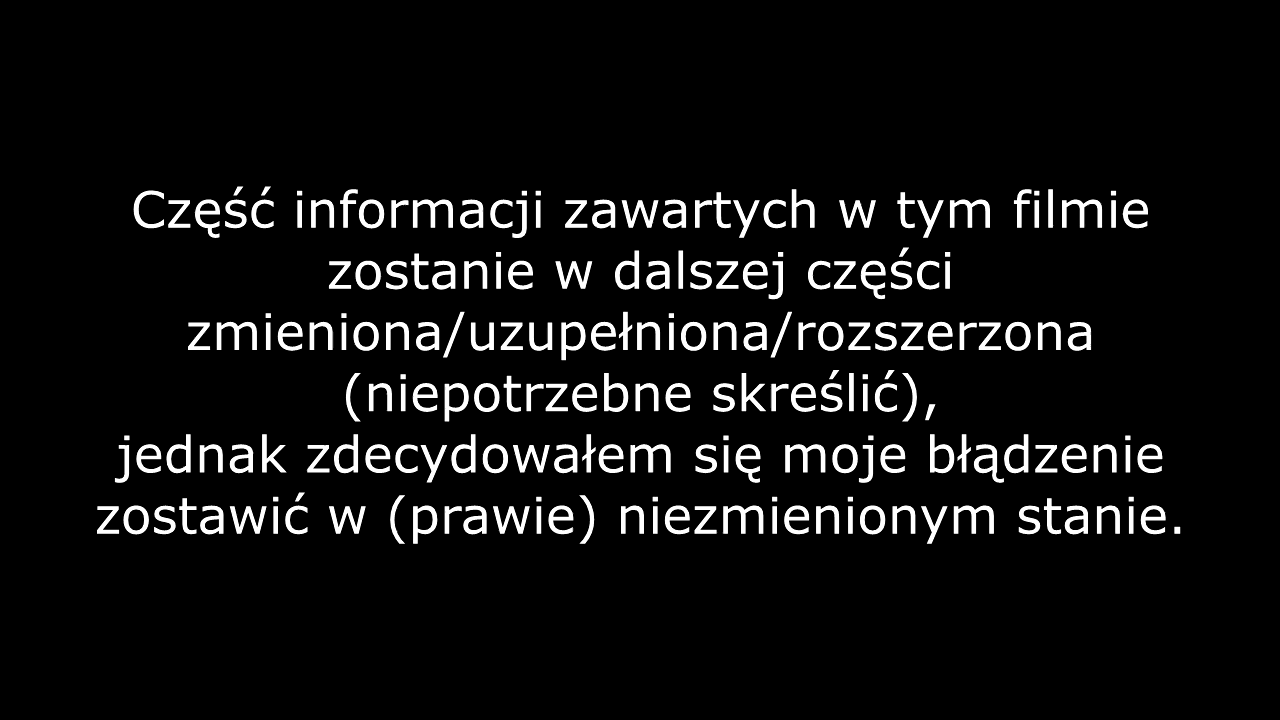 Część informacji zawartych w tym filmie
zostanie w dalszej części
zmieniona/uzupełniona/rozszerzona
(niepotrzebne skreślić),
jednak zdecydowałem się moje błądzenie
zostawić w (prawie) niezmienionym stanie.